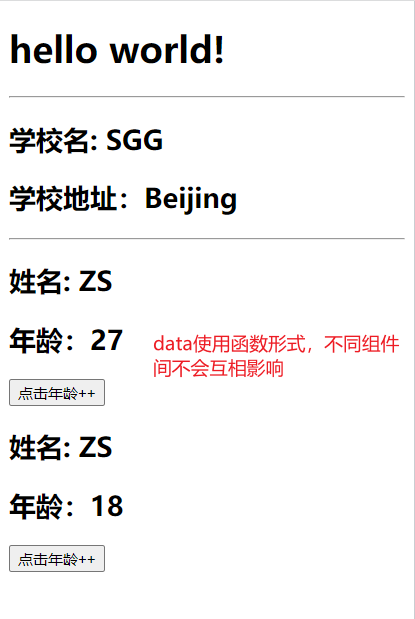 hello world!
学校名: SGG
学校地址：Beijing
姓名: ZS
年龄：27
data使用函数形式，不同组件
间不会互相影响
点击年龄++
姓名: ZS
年龄：18
点击年龄++